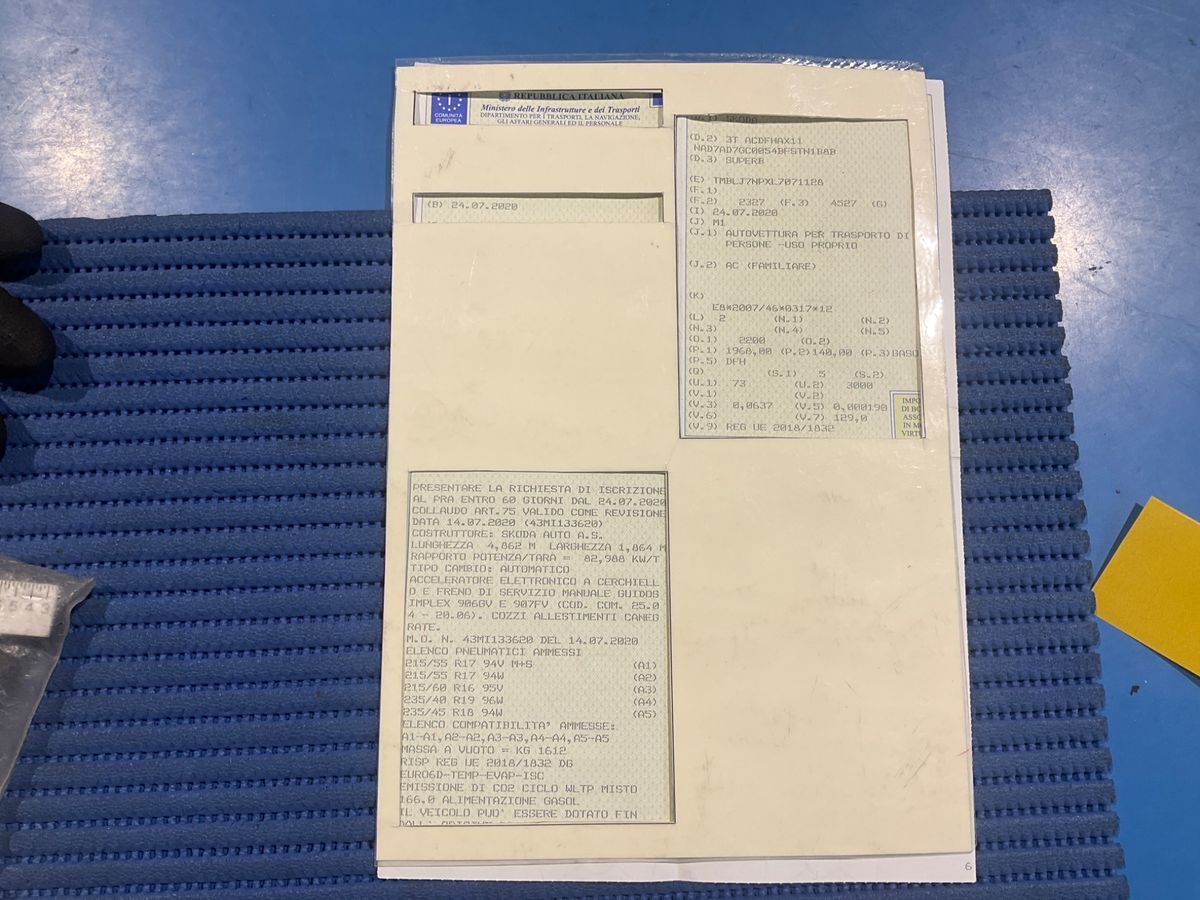 REPUBBLICA ITALIANA
COMUNITÀ
EUROPEA
Ministero delle Infrastrutture e dei Trasporti
DIPARTIMENTO PER I TRASPORTI, LA NAVIGAZIONE,
GLI AFFARI GENERALI ED IL PERSONALE
(B) 24.07.2020
PRESENTARE LA RICHIESTA DI ISCRIZIONE
AL PRA ENTRO 60 GIORNI DAL 24.07.2020
COLLAUDO ART.75 VALIDO COME REVISIONE
DATA 14.07.2020 (43MI133620)
COSTRUTTORE: SKODA AUTO A.S.
LUNGHEZZA 4,862 M LARGHEZZA 1,864 M
RAPPORTO POTENZA/TARA = 82,988 KW/T
TIPO CAMBIO: AUTOMATICO
ACCELERATORE ELETTRONICO A CERCHIELL
O E FRENO DI SERVIZIO MANUALE GUIDOS
IMPLEX 906GV E 907FV (COD. COM. 25.0
4 - 20.06). COZZI ALLESTIMENTI CANEG
RATE.
M.O. N. 43MI133620 DEL 14.07.2020
ELENCO PNEUMATICI AMMESSI
215/55 R17 94V M+S (A1)
215/55 R17 94W (A2)
215/60 R16 95V (A3)
235/40 R19 96W (A4)
235/45 R18 94W (A5)
ELENCO COMPATIBILITA' AMMESSE:
A1-A1,A2-A2,A3-A3,A4-A4,A5-A5
MASSA A VUOTO = KG 1612
RISP REG UE 2018/1832 DG
EURO6D-TEMP-EVAP-ISC
EMISSIONE DI CO2 CICLO WLTP MISTO
166.0 ALIMENTAZIONE GASOL
IL VEICOLO PUO' ESSERE DOTATO FIN
SKODA
(D.2) 3T ACDFHAX11
NAD7AD7GC0054BFSTN1B8B
(D.3) SUPERB
(E) TMBLJ7NPXL7071128
(F.1)
(F.2) 2327 (F.3) 4527 (G)
(I) 24.07.2020
(J) M1
(J.1) AUTOVETTURA PER TRASPORTO DI
PERSONE -USO PROPRIO
(J.2) AC (FAMILIARE)
(K)
E8*2007/46*0317*12
(L) 2 (N.1) (N.2)
(N.3) (N.4) (N.5)
(O.1) 2200 (O.2)
(P.1) 1968,00 (P.2)140,00 (P.3)GASO
(P.5) DFH
(Q) (S.1) 5 (S.2)
(U.1) 73 (U.2) 3000
(V.1) (V.2)
(V.3) 0,0637 (V.5) 0,000190
(V.6) (V.7) 129,0
(V.9) REG UE 2018/1832
IMPO
DI BO
ASSO
IN M
VIRTU
6
543